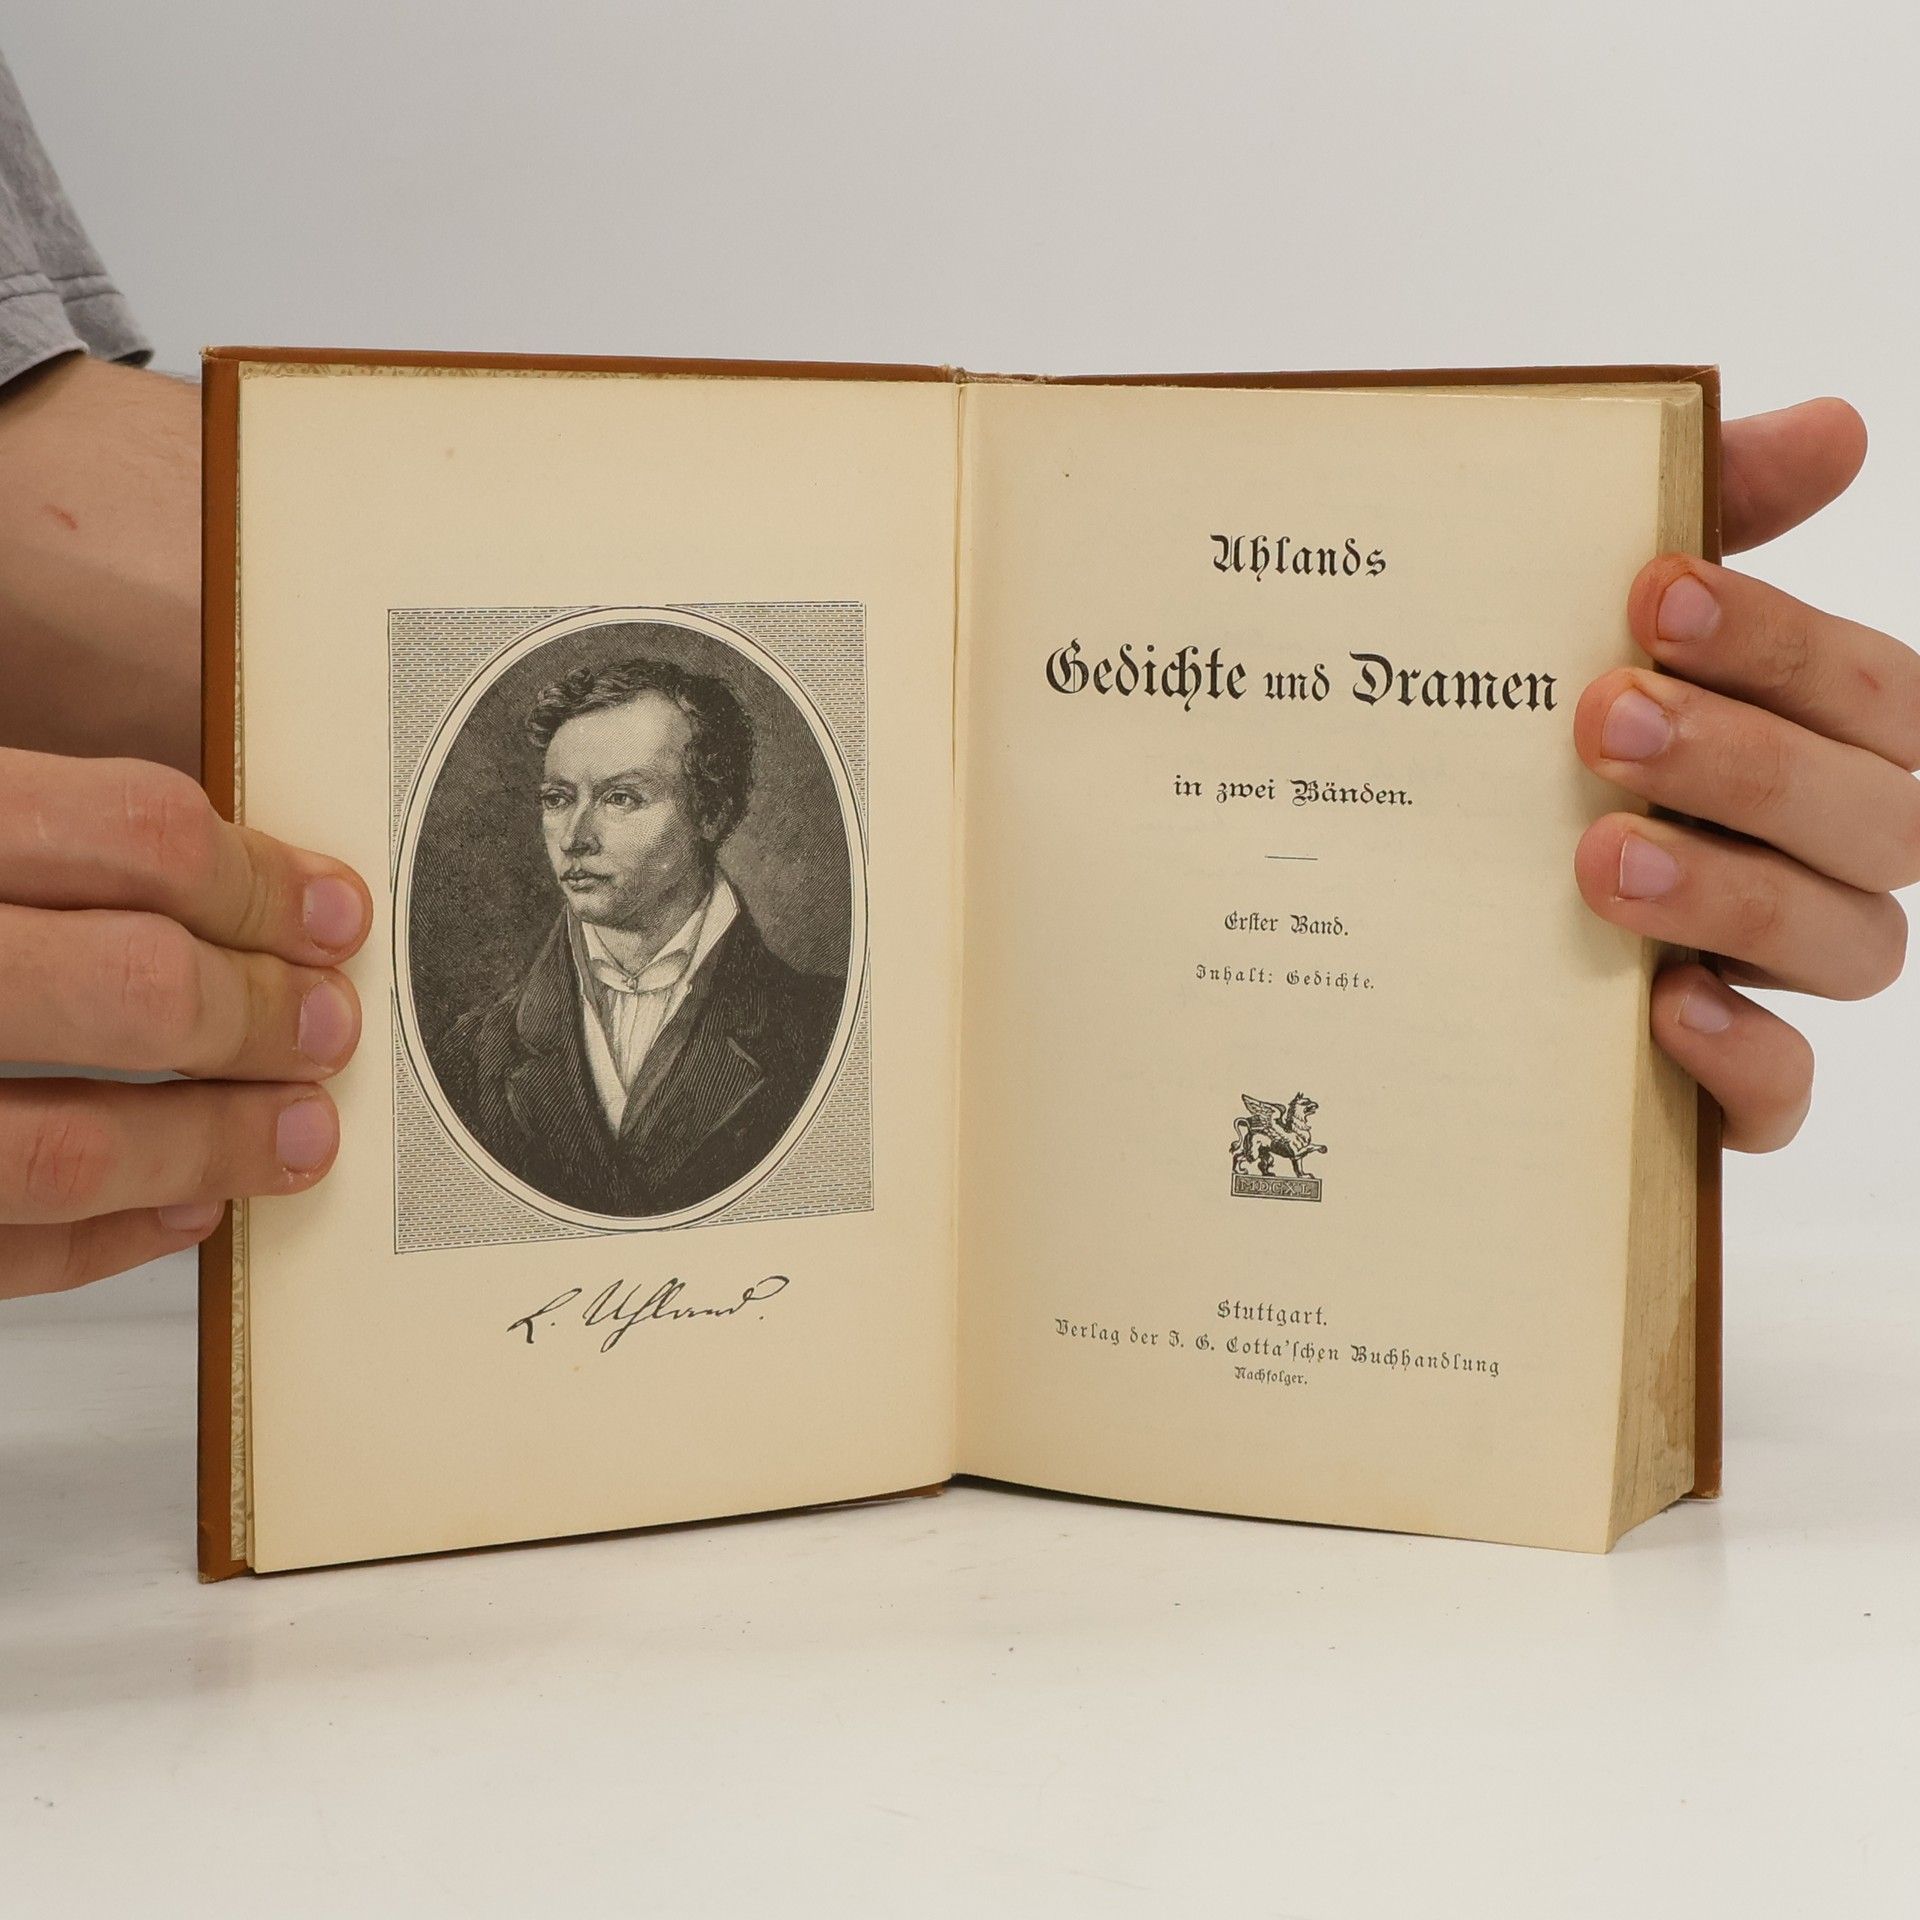 L. Uhland.
Uhlands
Gedichte und Dramen
in zwei Bänden.
Erster Band.
Inhalt: Gedichte.
MDCXL
Stuttgart.
Verlag der J. G. Cotta'schen Buchhandlung
Nachfolger.